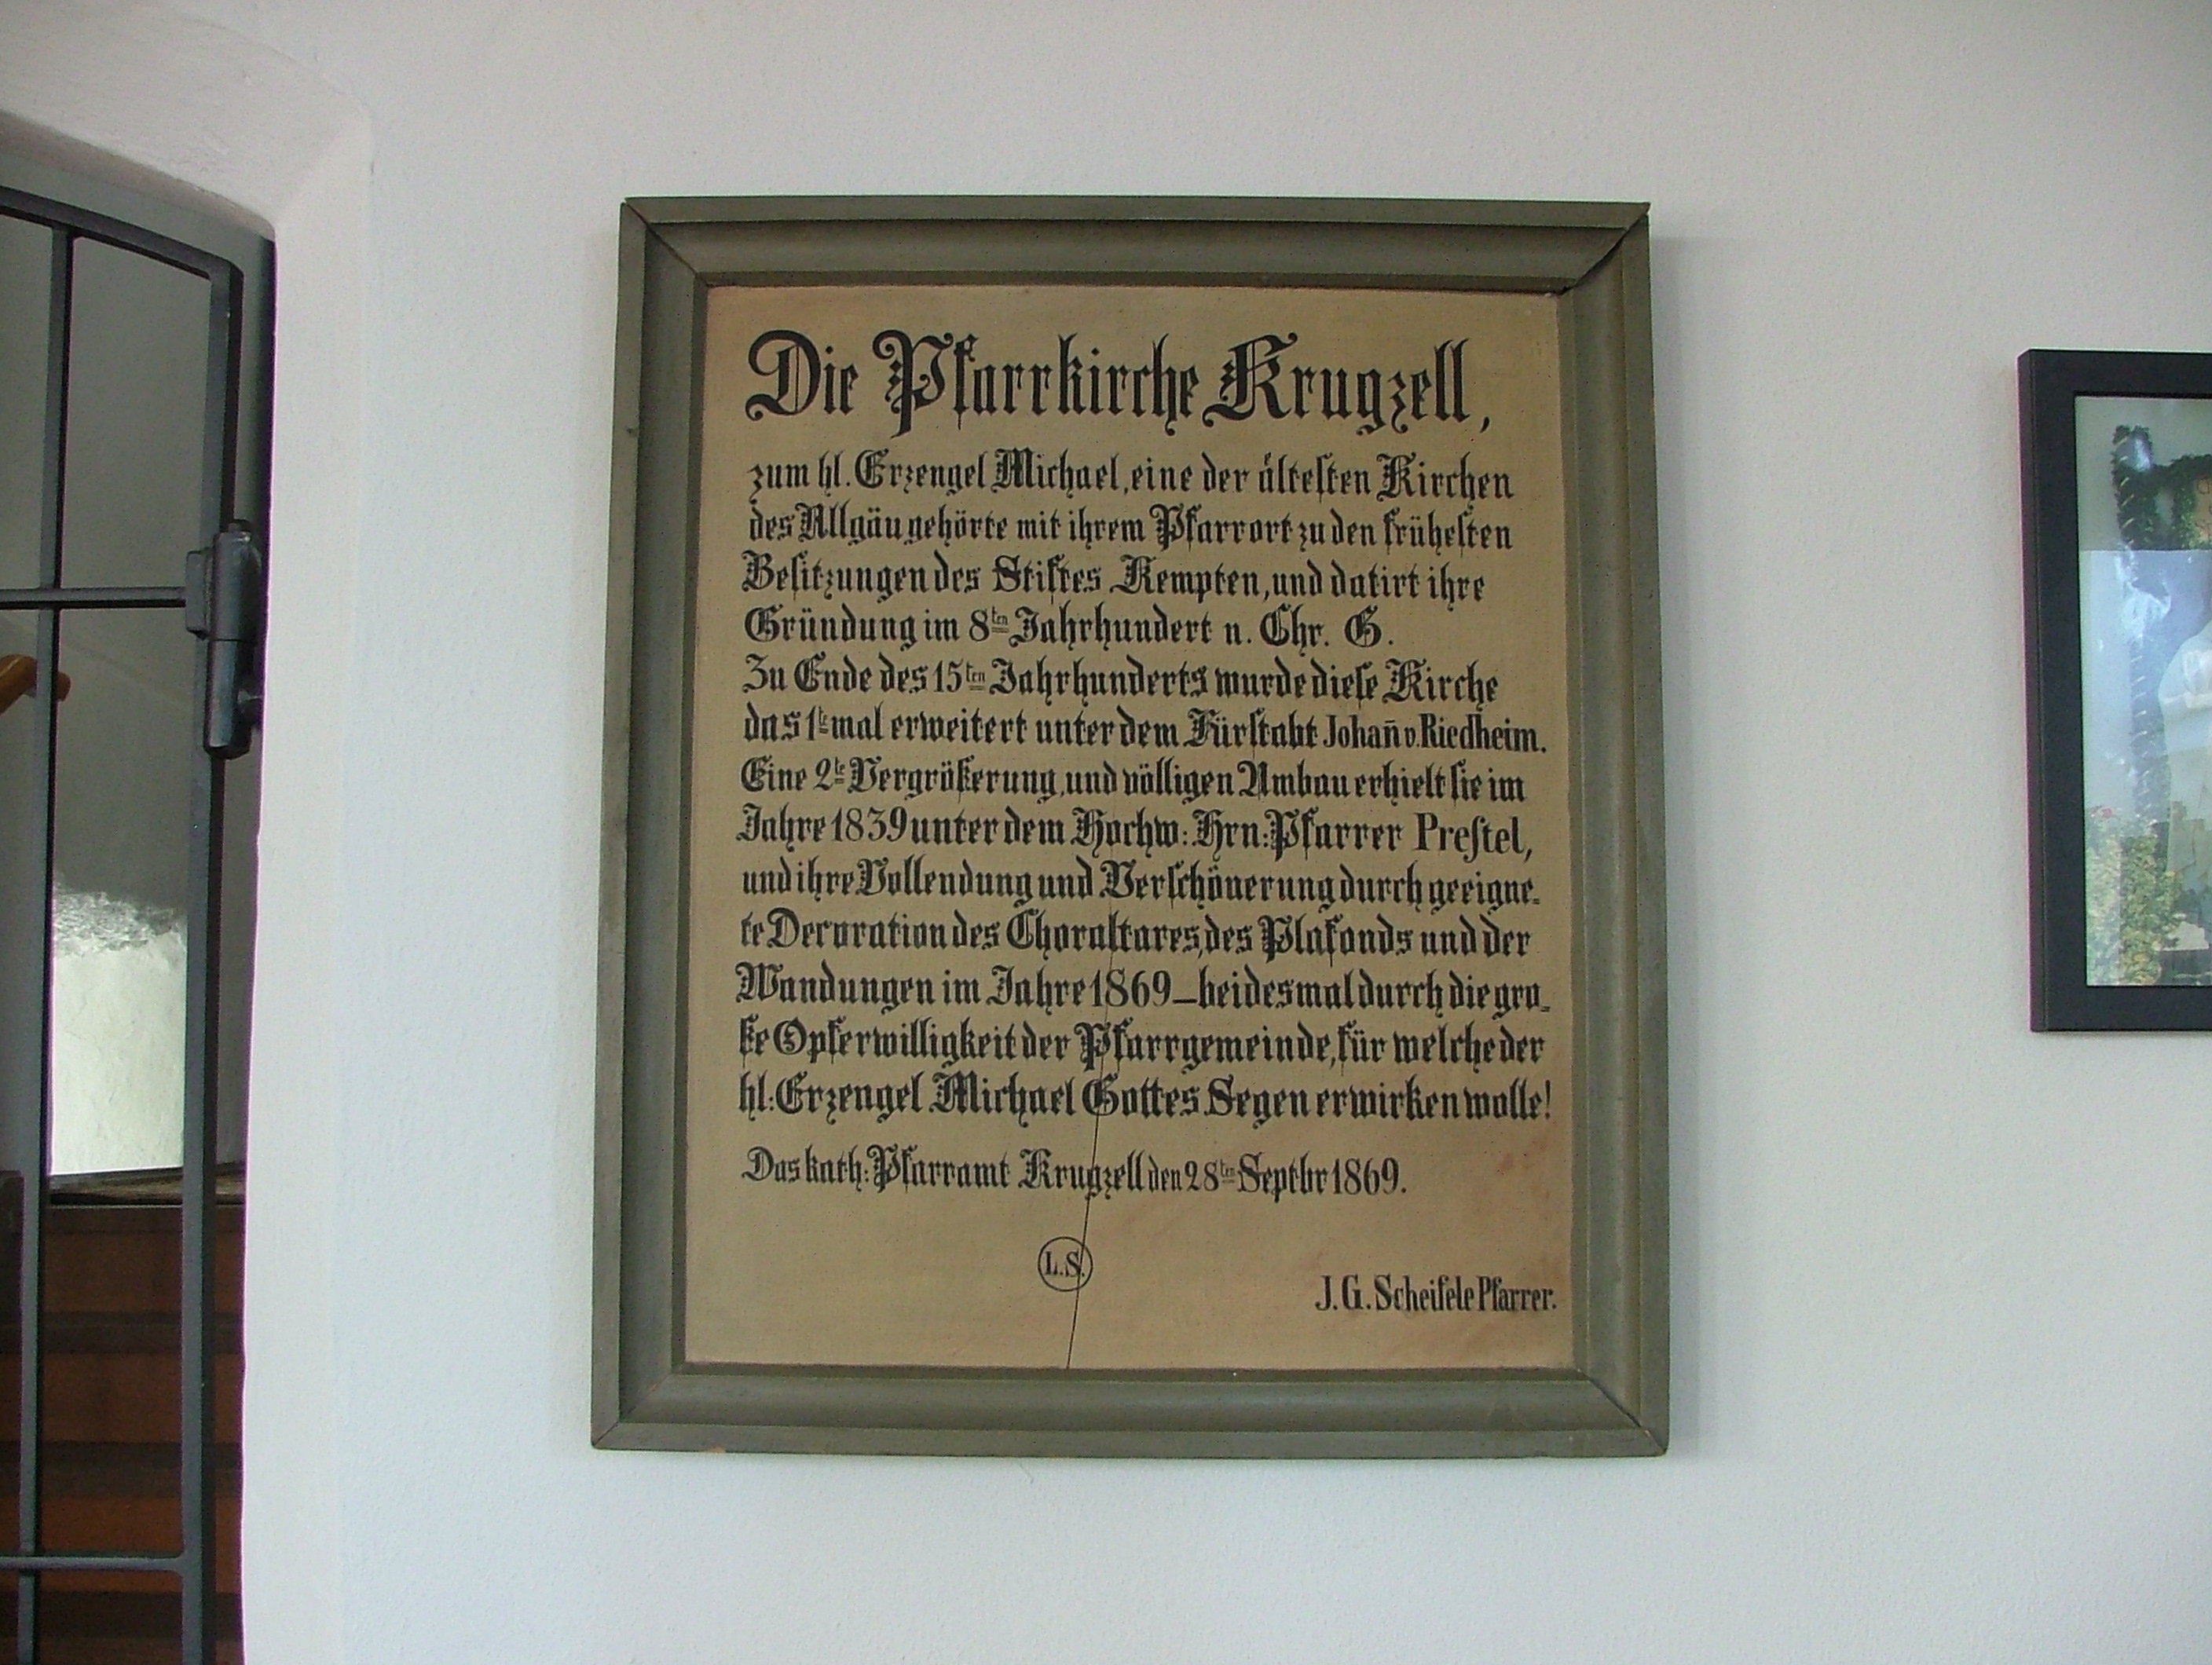 Die Pfarrkirche Krugzell,
zum hl. Erzengel Michael, eine der ältesten Kirchen
des Allgäu gehörte mit ihrem Pfarrort zu den frühesten
Besitzungen des Stiftes Kempten, und datirt ihre
Gründung im 8ten Jahrhundert n. Chr. G.
Zu Ende des 15ten Jahrhunderts wurde diese Kirche
das 1te mal erweitert unter dem Fürstabt Johan̄ v. Riedheim.
Eine 2te Vergrößerung, und völligen Umbau erhielt sie im
Jahre 1839 unter dem Hochw: Hrn: Pfarrer Prestel,
und ihre Vollendung und Verschönerung durch geeigne-
te Decoration des Choraltares, des Plafonds und der
Wandungen im Jahre 1869 – beidesmal durch die gro-
ße Opferwilligkeit der Pfarrgemeinde, für welche der
hl: Erzengel Michael Gottes Segen erwirken wolle!
Das kath: Pfarramt Krugzell den 28ten Septbr 1869.
L.S.
J. G. Scheifele Pfarrer.